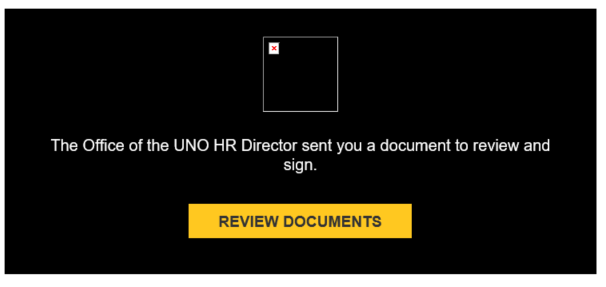 The Office of the UNO HR Director sent you a document to review and
sign.
REVIEW DOCUMENTS